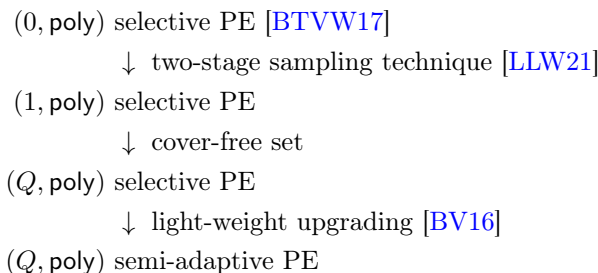 (0, poly) selective PE [BTVW17]
↓ two-stage sampling technique [LLW21]
(1, poly) selective PE
↓ cover-free set
(Q, poly) selective PE
↓ light-weight upgrading [BV16]
(Q, poly) semi-adaptive PE